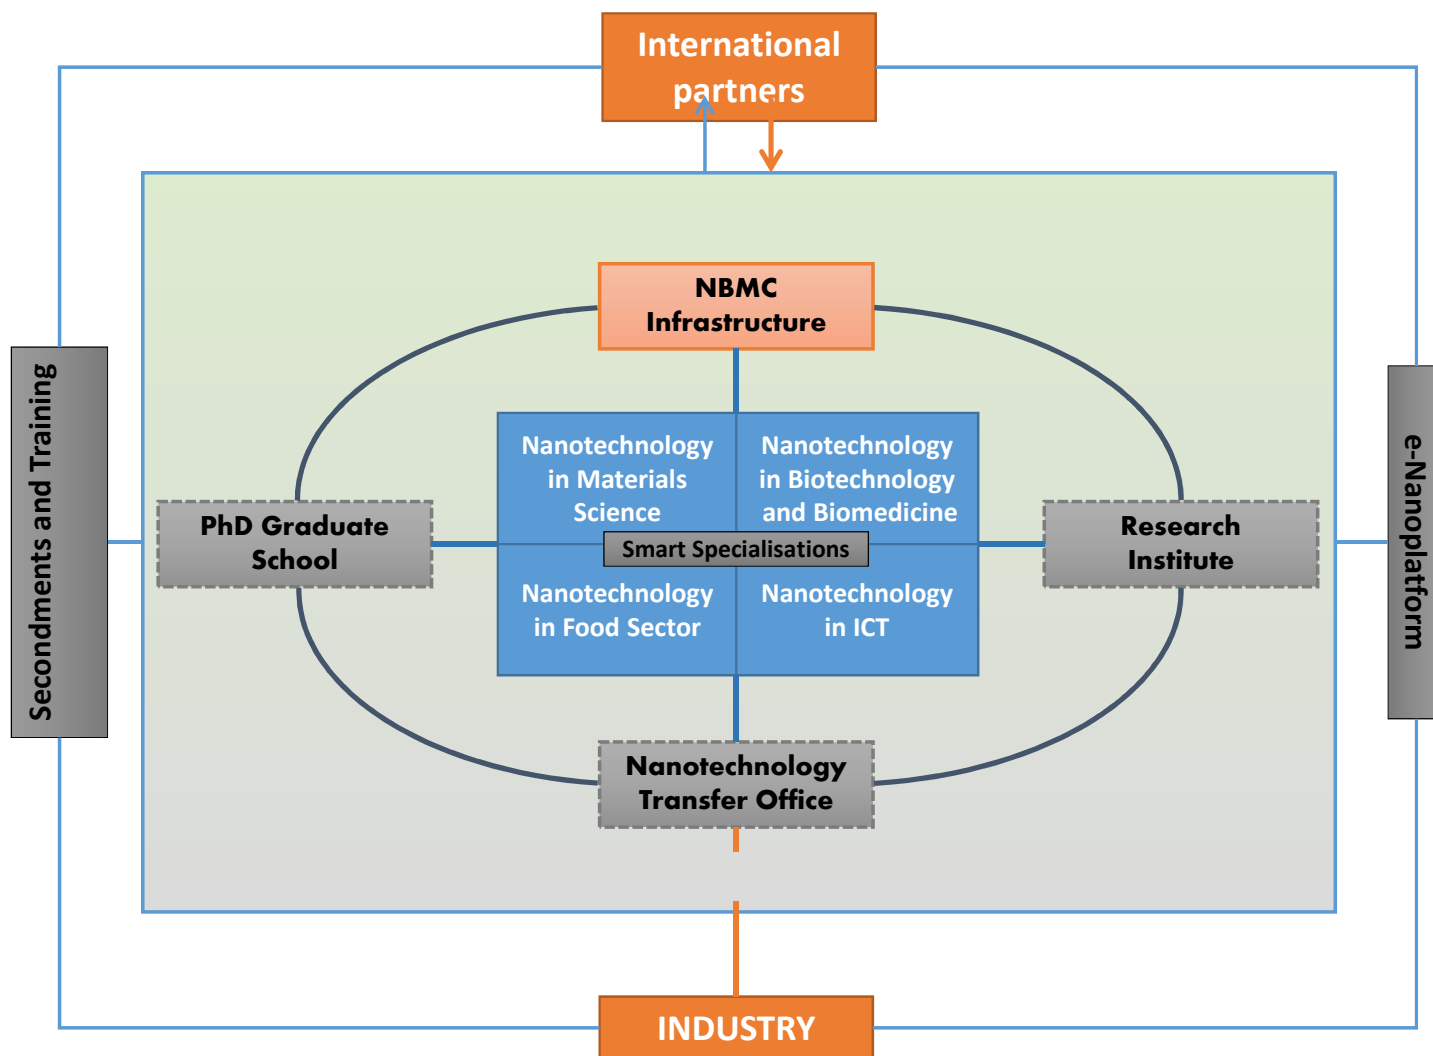 International
partners
NBMC
Infrastructure
Secondments and Training
e-Nanoplatform
Nanotechnology
in Materials
Science
Nanotechnology
in Biotechnology
and Biomedicine
PhD Graduate
School
Smart Specialisations
Research
Institute
Nanotechnology
in Food Sector
Nanotechnology
in ICT
Nanotechnology
Transfer Office
INDUSTRY